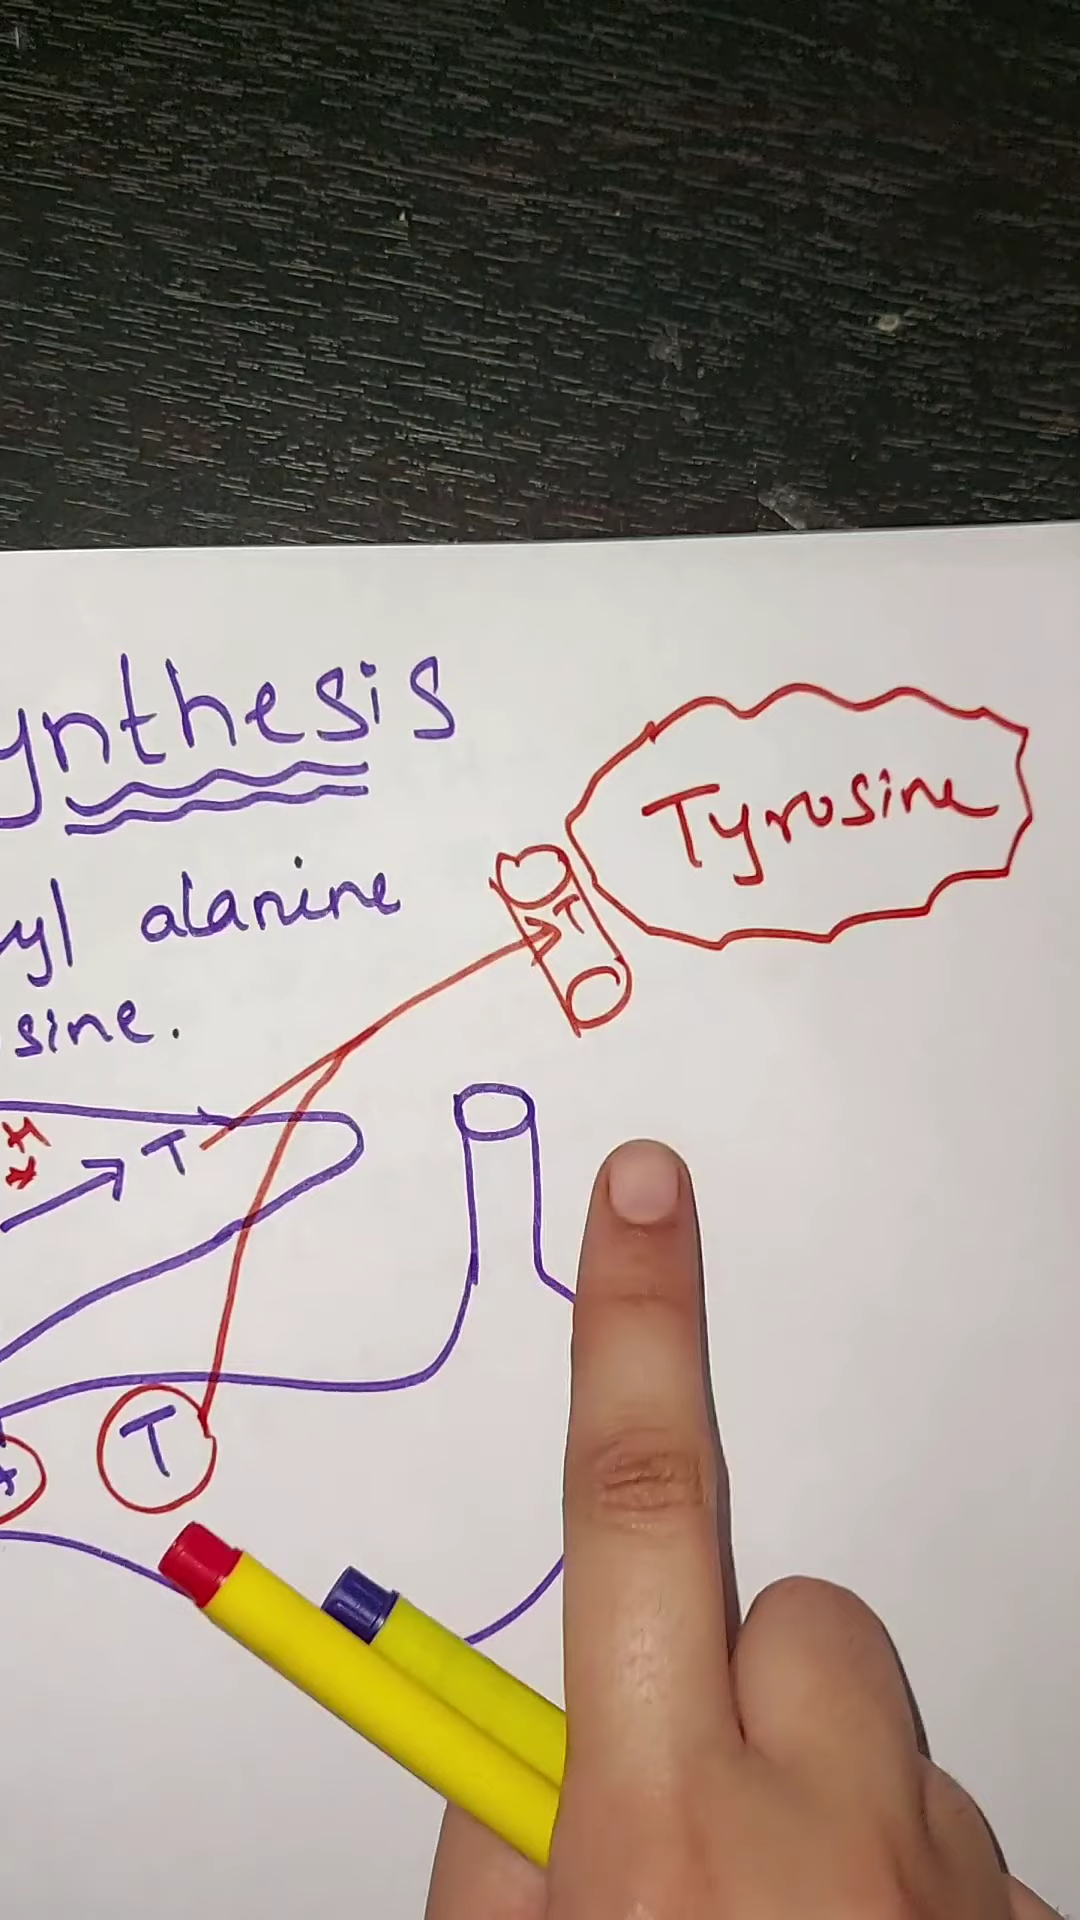 ynthesis
Tyrosine
yl alanine
T
sine.
T
T